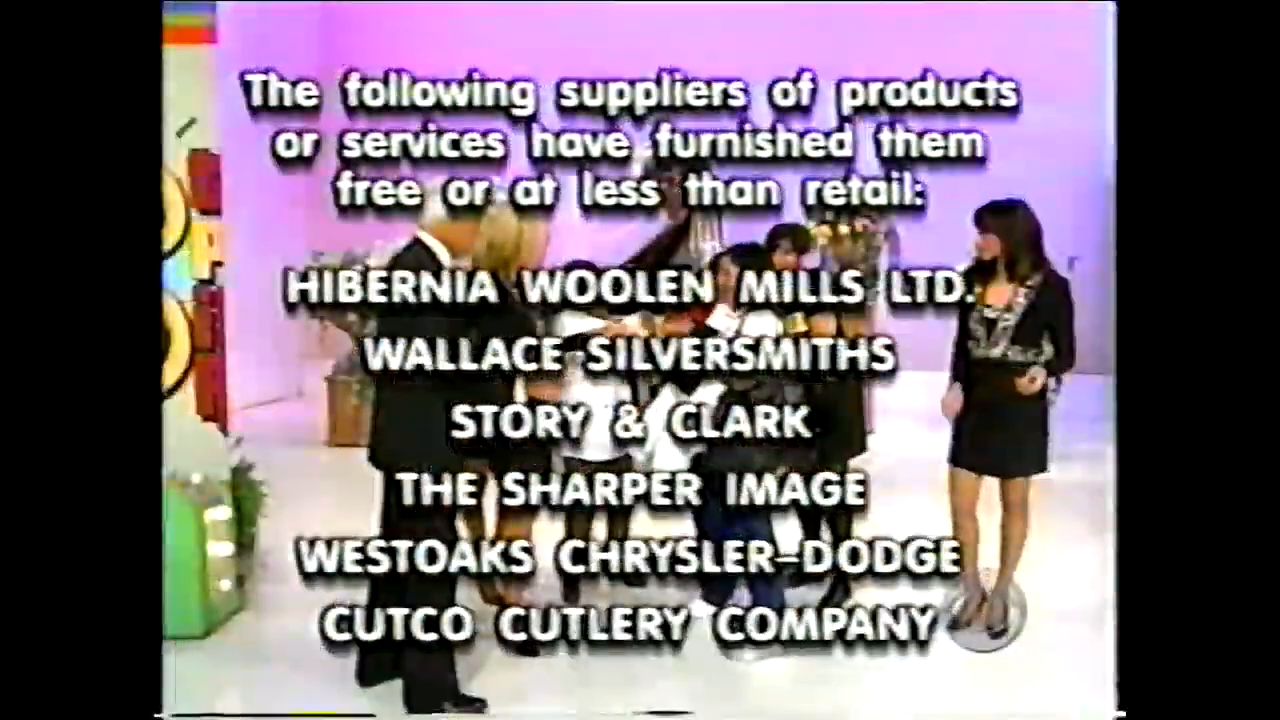 The following suppliers of products
or services have furnished them
free or at less than retail:
HIBERNIA WOOLEN MILLS LTD.
WALLACE SILVERSMITHS
STORY & CLARK
THE SHARPER IMAGE
WESTOAKS CHRYSLER-DODGE
CUTCO CUTLERY COMPANY